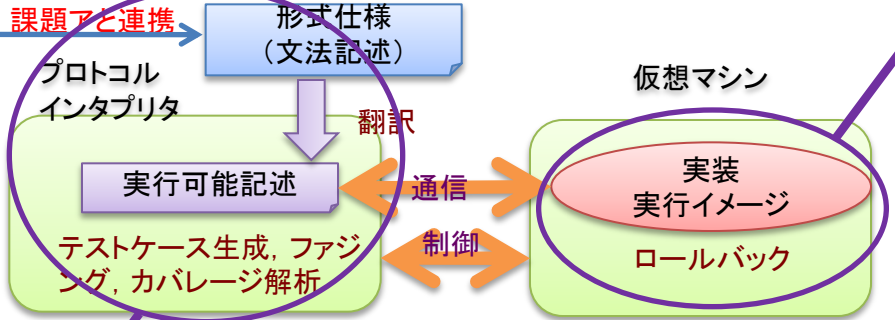 課題アと連携
形式仕様
（文法記述）
プロトコル
インタプリタ
翻訳
仮想マシン
実行可能記述
通信
実装
実行イメージ
テストケース生成，ファジ
ング，カバレージ解析
制御
ロールバック